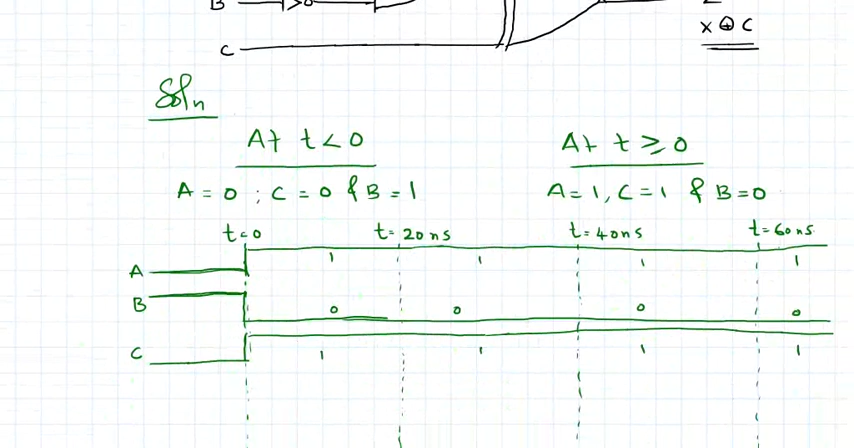 B
X ⊕ C
C
Soln
At t < 0 At t ≥ 0
A = 0 ; C = 0 & B = 1 A = 1, C = 1 & B = 0
t=0 t= 20ns t= 40ns t= 60ns
A 1 1 1 1
B 0 0 0 0
C 1 1 1 1